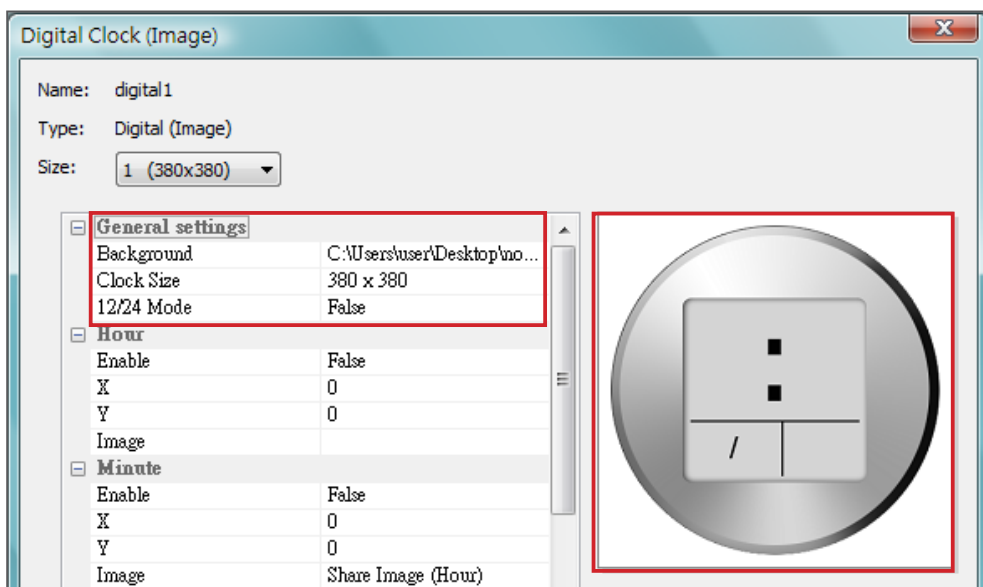 Digital Clock (Image)
Name: digital1
Type: Digital (Image)
Size: 1 (380x380)
General settings
Background C:\Users\user\Desktop\no...
Clock Size 380 x 380
12/24 Mode False
Hour
Enable False
X 0
Y 0
Image
Minute
Enable False
X 0
Y 0
Image Share Image (Hour)
:
/